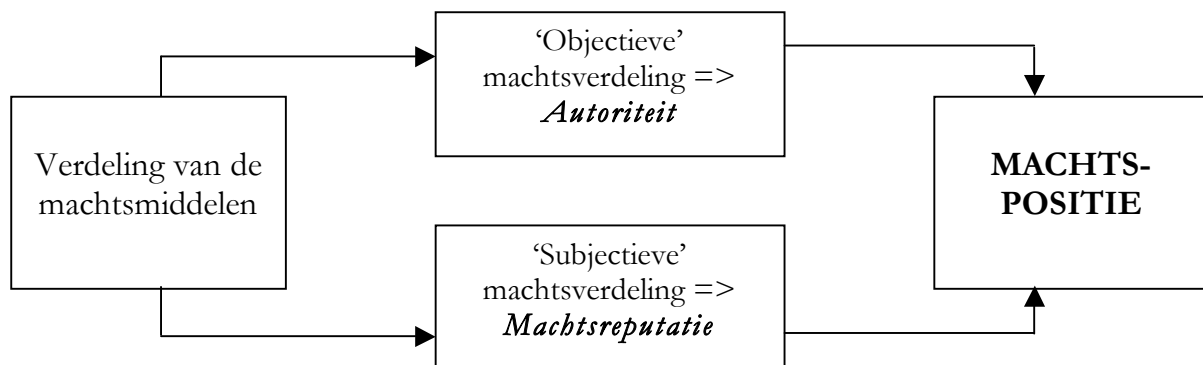 Verdeling van de
machtsmiddelen
‘Objectieve’
machtsverdeling =>
Autoriteit
‘Subjectieve’
machtsverdeling =>
Machtsreputatie
MACHTS-
POSITIE